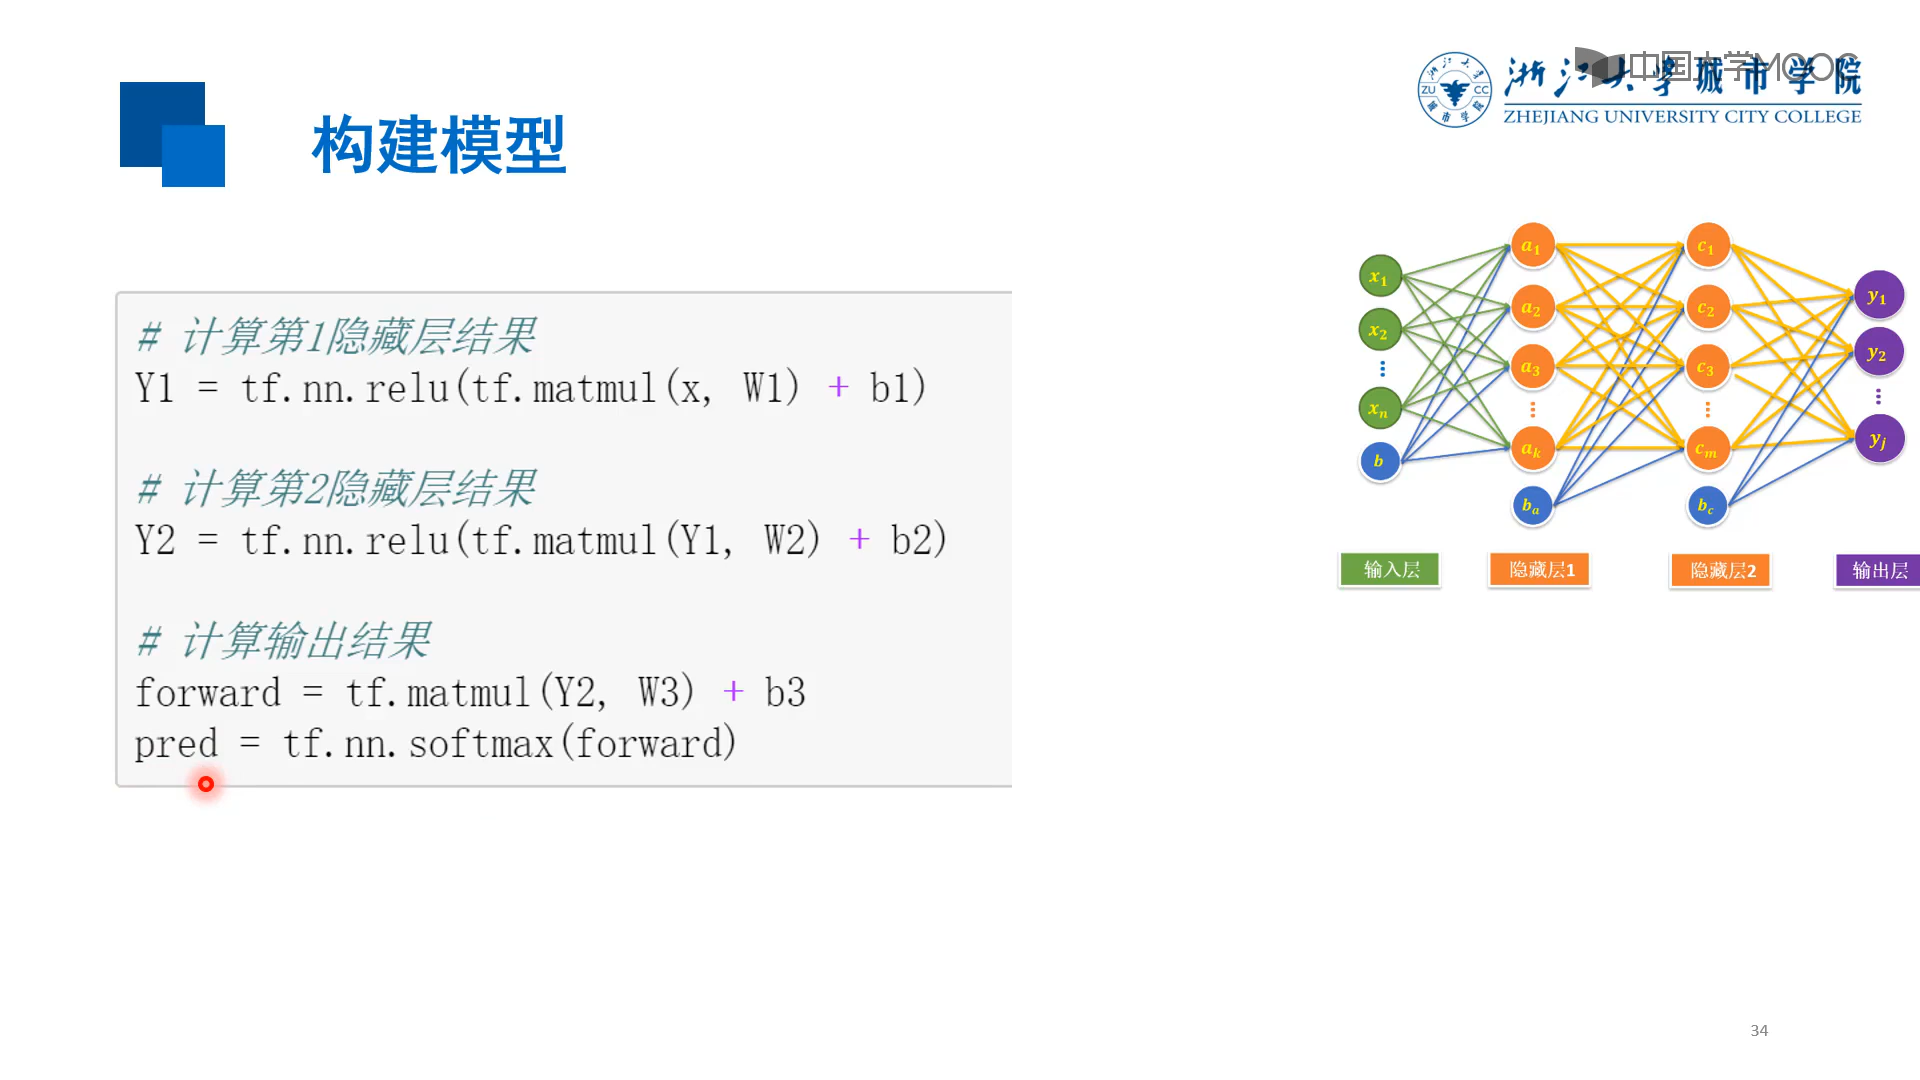 中国大学MOOC
浙江大学城市学院
ZHEJIANG UNIVERSITY CITY COLLEGE
ZU CC
构建模型
# 计算第1隐藏层结果
Y1 = tf.nn.relu(tf.matmul(x, W1) + b1)
# 计算第2隐藏层结果
Y2 = tf.nn.relu(tf.matmul(Y1, W2) + b2)
# 计算输出结果
forward = tf.matmul(Y2, W3) + b3
pred = tf.nn.softmax(forward)
x1
x2
⋮
xn
b
a1
a2
a3
⋮
ak
ba
c1
c2
c3
⋮
cm
bc
y1
y2
⋮
yj
输入层
隐藏层1
隐藏层2
输出层
34